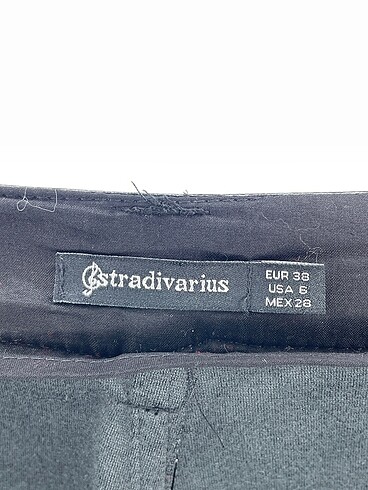 stradivarius
EUR 38
USA 6
MEX 28